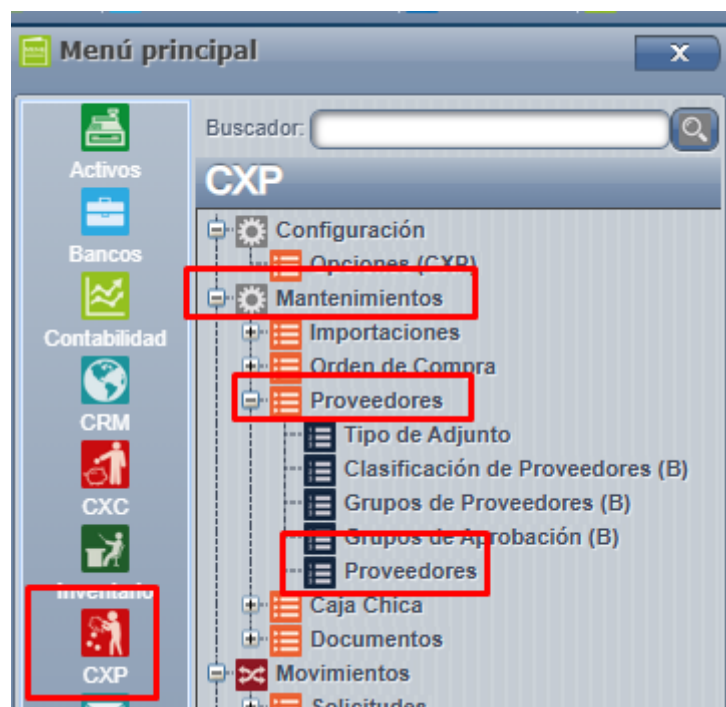 Menú principal
x
Buscador:
Activos
Bancos
Contabilidad
CRM
CXC
Inventario
CXP
CXP
Configuración
Opciones (CXP)
Mantenimientos
Importaciones
Orden de Compra
Proveedores
Tipo de Adjunto
Clasificación de Proveedores (B)
Grupos de Proveedores (B)
Grupos de Aprobación (B)
Proveedores
Caja Chica
Documentos
Movimientos
Solicitudes